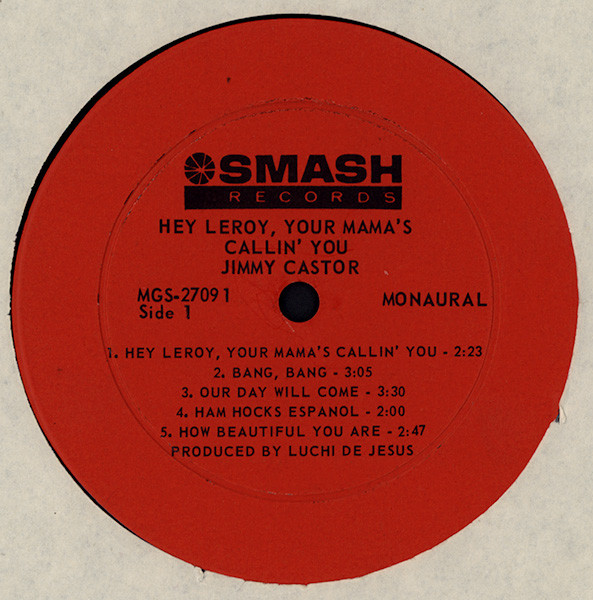 SMASH
RECORDS
HEY LEROY, YOUR MAMA'S
CALLIN' YOU
JIMMY CASTOR
MGS-27091 MONAURAL
Side 1
1. HEY LEROY, YOUR MAMA'S CALLIN' YOU - 2:23
2. BANG, BANG - 3:05
3. OUR DAY WILL COME - 3:30
4. HAM HOCKS ESPANOL - 2:00
5. HOW BEAUTIFUL YOU ARE - 2:47
PRODUCED BY LUCHI DE JESUS